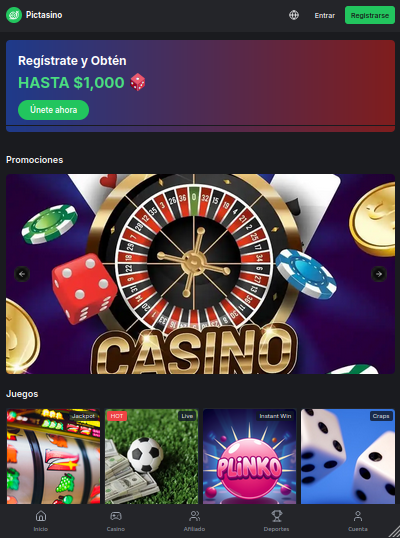 Pictasino
Entrar
Registrarse
Regístrate y Obtén
HASTA $1,000
Únete ahora
Promociones
CASINO
Juegos
Jackpot
HOT
Live
Instant Win
Craps
PLiNKO
Inicio
Casino
Afiliado
Deportes
Cuenta